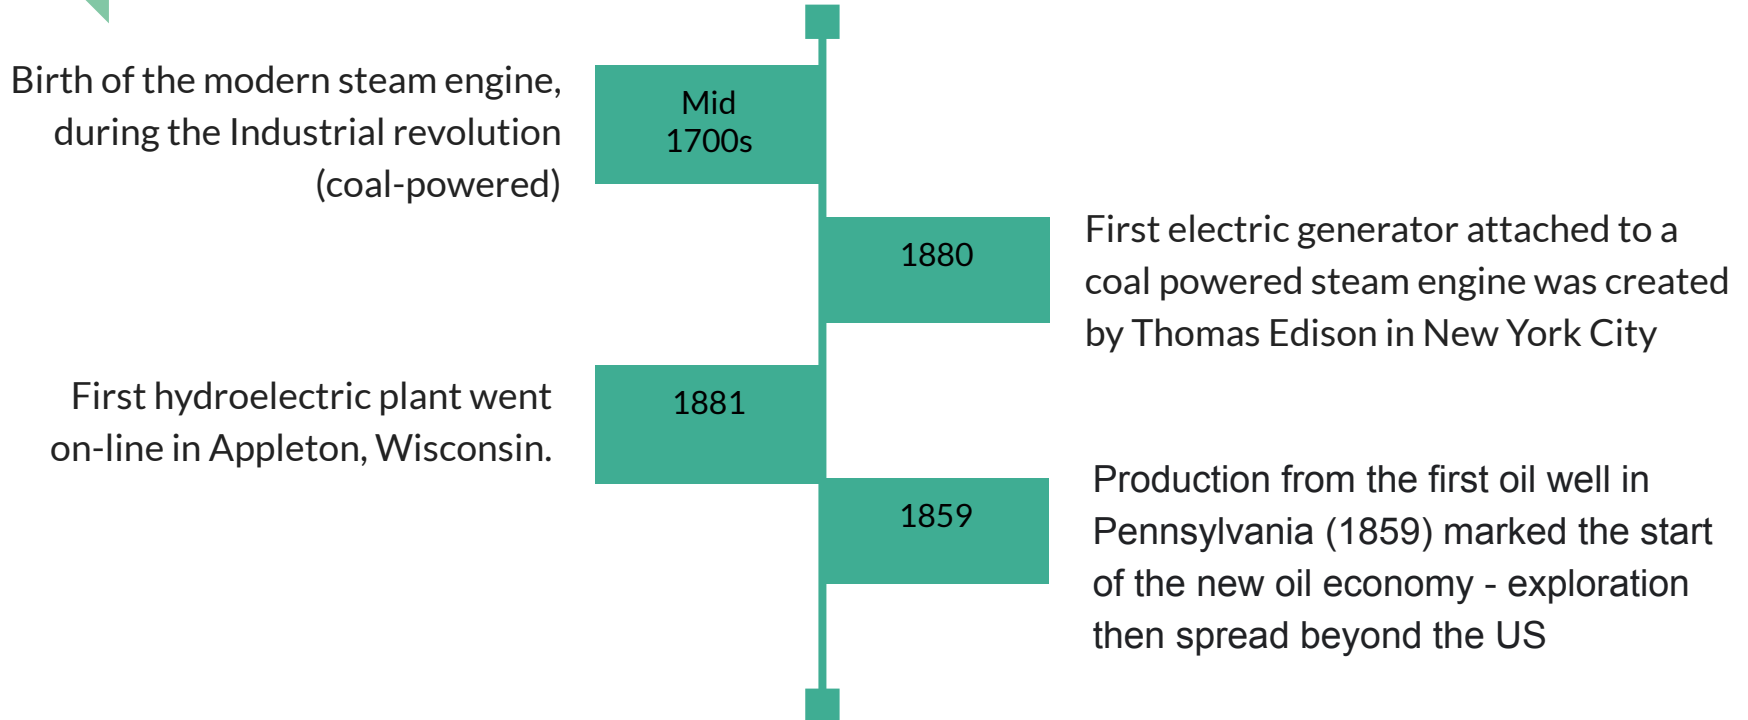 Birth of the modern steam engine,
during the Industrial revolution
(coal-powered)
Mid
1700s
1880
First electric generator attached to a
coal powered steam engine was created
by Thomas Edison in New York City
First hydroelectric plant went
on-line in Appleton, Wisconsin.
1881
1859
Production from the first oil well in
Pennsylvania (1859) marked the start
of the new oil economy - exploration
then spread beyond the US